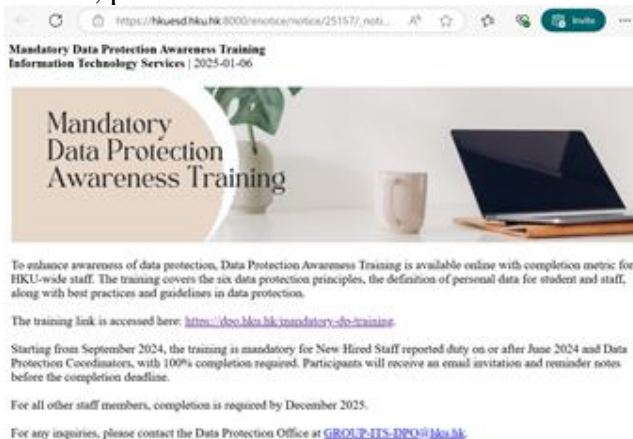 https://hkuesd.hku.hk:8000/enotice/notice/25157/_noti...
Invite
Mandatory Data Protection Awareness Training
Information Technology Services | 2025-01-06
Mandatory
Data Protection
Awareness Training
To enhance awareness of data protection, Data Protection Awareness Training is available online with completion metric for
HKU-wide staff. The training covers the six data protection principles, the definition of personal data for student and staff,
along with best practices and guidelines in data protection.
The training link is accessed here: https://dpo.hku.hk/mandatory-dp-training.
Starting from September 2024, the training is mandatory for New Hired Staff reported duty on or after June 2024 and Data
Protection Coordinators, with 100% completion required. Participants will receive an email invitation and reminder notes
before the completion deadline.
For all other staff members, completion is required by December 2025.
For any inquiries, please contact the Data Protection Office at GROUP-ITS-DPO@hku.hk.